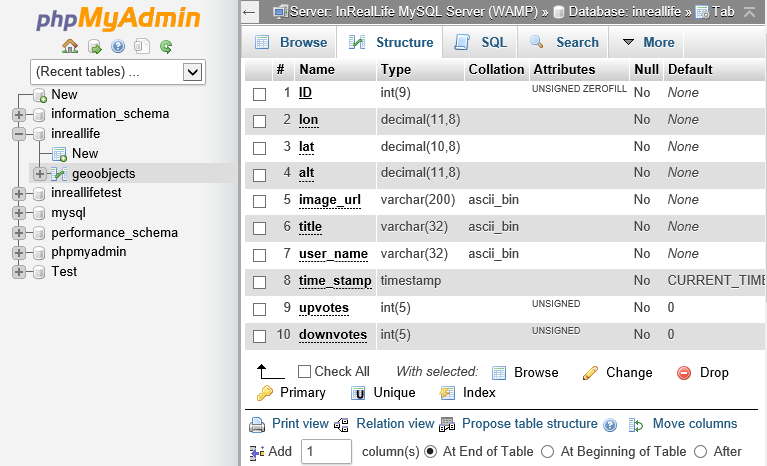 phpMyAdmin
(Recent tables) ...
New
information_schema
inreallife
New
geoobjects
inreallifetest
mysql
performance_schema
phpmyadmin
Test
Server: InRealLife MySQL Server (WAMP) » Database: inreallife » Tab
Browse Structure SQL Search More
# Name Type Collation Attributes Null Default
1 ID int(9) UNSIGNED ZEROFILL No None
2 lon decimal(11,8) No None
3 lat decimal(10,8) No None
4 alt decimal(11,8) No None
5 image_url varchar(200) ascii_bin No None
6 title varchar(32) ascii_bin No None
7 user_name varchar(32) ascii_bin No None
8 time_stamp timestamp No CURRENT_TIME
9 upvotes int(5) UNSIGNED No 0
10 downvotes int(5) UNSIGNED No 0
Check All With selected: Browse Change Drop
Primary Unique Index
Print view Relation view Propose table structure Move columns
Add 1 column(s) At End of Table At Beginning of Table After